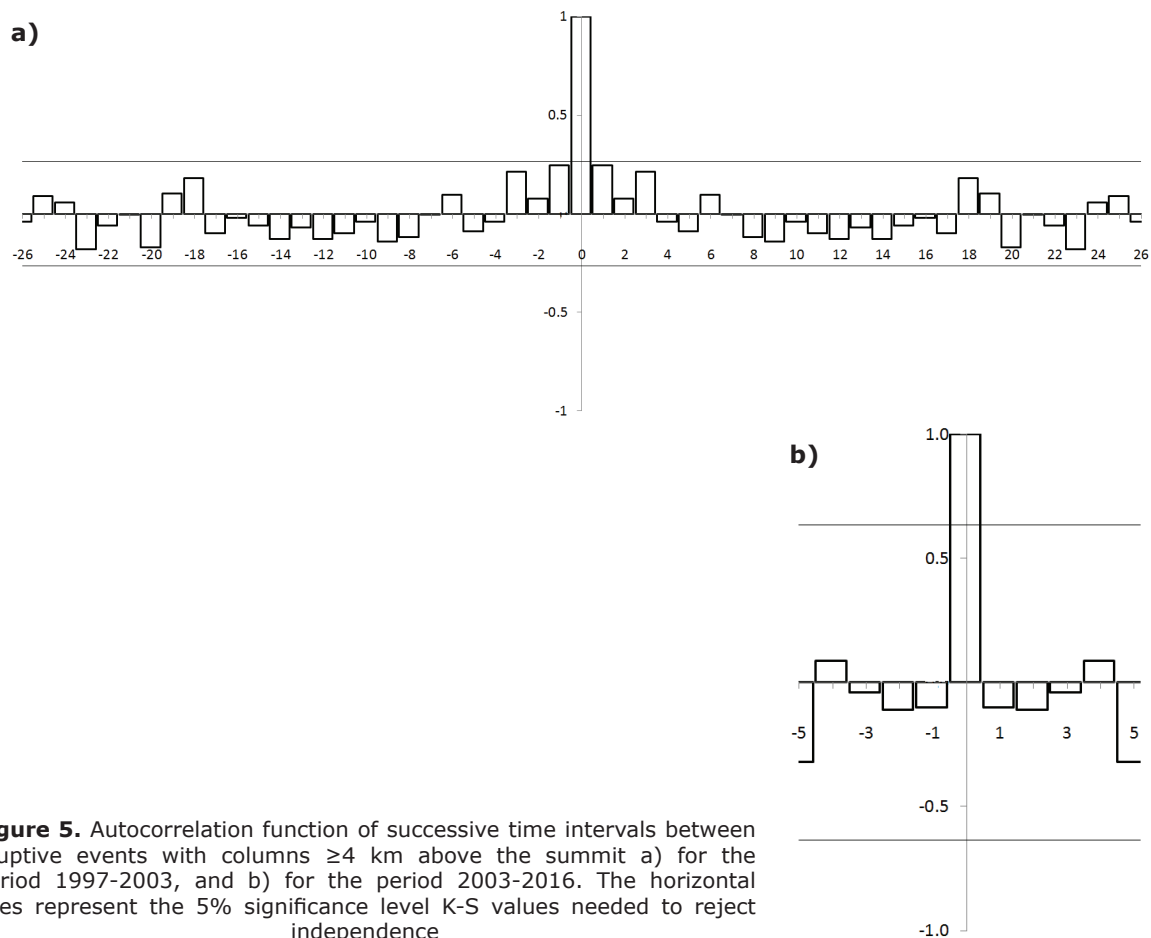 a)
1
0.5
-26 -24 -22 -20 -18 -16 -14 -12 -10 -8 -6 -4 -2 0 2 4 6 8 10 12 14 16 18 20 22 24 26
-0.5
-1
b)
1.0
0.5
-5 -3 -1 1 3 5
-0.5
-1.0
gure 5. Autocorrelation function of successive time intervals between
uptive events with columns ≥4 km above the summit a) for the
riod 1997-2003, and b) for the period 2003-2016. The horizontal
es represent the 5% significance level K-S values needed to reject
independence